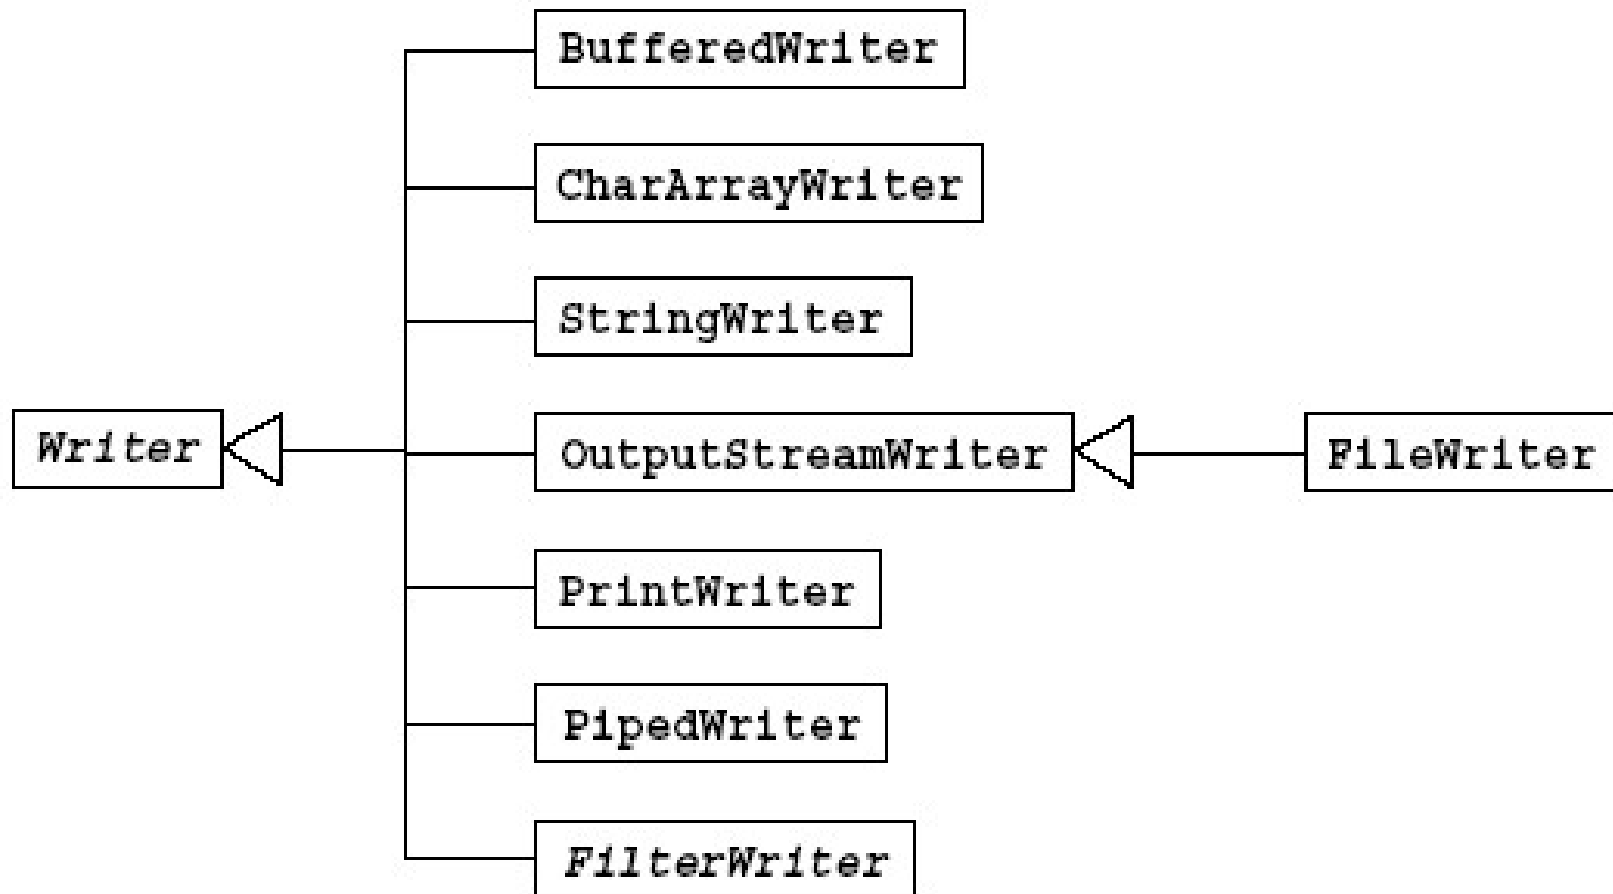 BufferedWriter
CharArrayWriter
StringWriter
Writer
OutputStreamWriter
FileWriter
PrintWriter
PipedWriter
FilterWriter